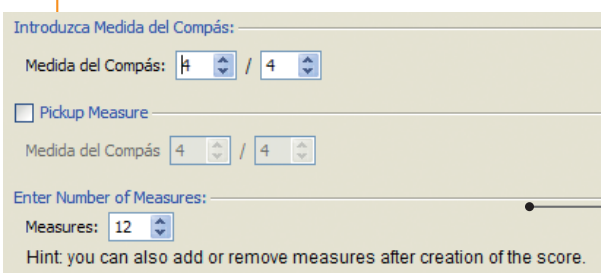 Introduzca Medida del Compás:
Medida del Compás: 4 / 4
Pickup Measure
Medida del Compás 4 / 4
Enter Number of Measures:
Measures: 12
Hint: you can also add or remove measures after creation of the score.